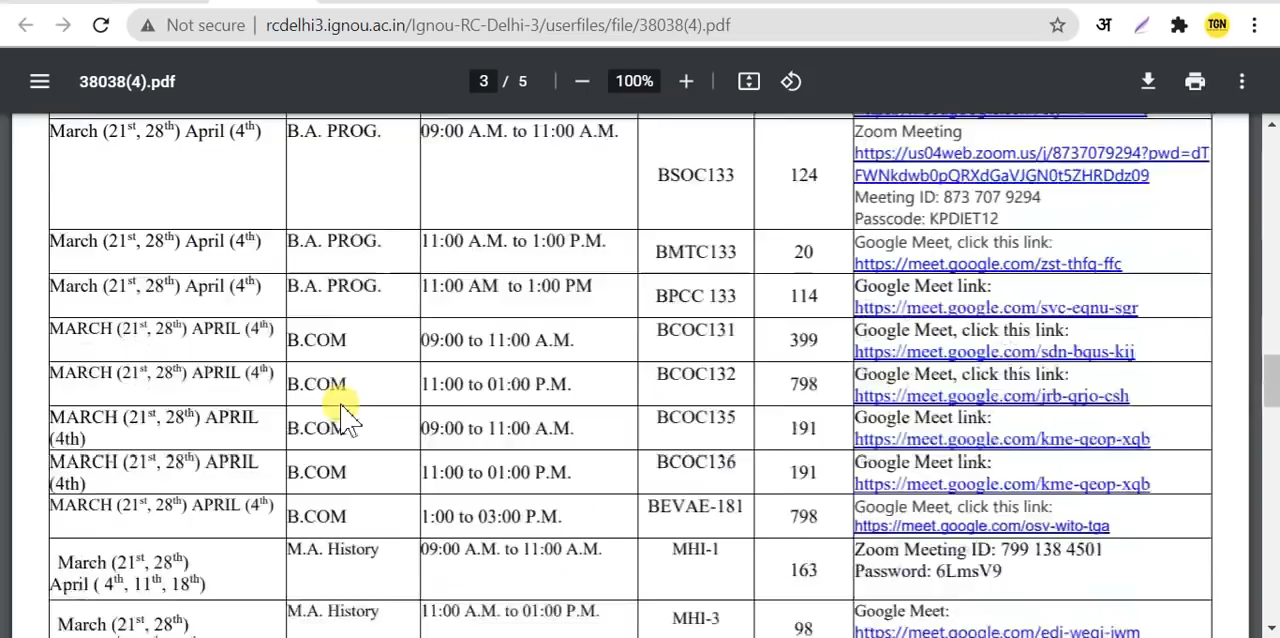 Not secure | rcdelhi3.ignou.ac.in/Ignou-RC-Delhi-3/userfiles/file/38038(4).pdf
अ
TGN
38038(4).pdf
3 / 5
100%
March (21st, 28th) April (4th) B.A. PROG. 09:00 A.M. to 11:00 A.M. BSOC133 124
Zoom Meeting
https://us04web.zoom.us/j/8737079294?pwd=dT
FWNkdwb0pQRXdGaVJGN0t5ZHRDdz09
Meeting ID: 873 707 9294
Passcode: KPDIET12
March (21st, 28th) April (4th) B.A. PROG. 11:00 A.M. to 1:00 P.M. BMTC133 20 Google Meet, click this link:
https://meet.google.com/zst-thfq-ffc
March (21st, 28th) April (4th) B.A. PROG. 11:00 AM to 1:00 PM BPCC 133 114 Google Meet link:
https://meet.google.com/svc-eqnu-sgr
MARCH (21st, 28th) APRIL (4th) B.COM 09:00 to 11:00 A.M. BCOC131 399 Google Meet, click this link:
https://meet.google.com/sdn-bqus-kij
MARCH (21st, 28th) APRIL (4th) B.COM 11:00 to 01:00 P.M. BCOC132 798 Google Meet, click this link:
https://meet.google.com/jrb-qrjo-csh
MARCH (21st, 28th) APRIL
(4th) B.COM 09:00 to 11:00 A.M. BCOC135 191 Google Meet link:
https://meet.google.com/kme-qeop-xqb
MARCH (21st, 28th) APRIL
(4th) B.COM 11:00 to 01:00 P.M. BCOC136 191 Google Meet link:
https://meet.google.com/kme-qeop-xqb
MARCH (21st, 28th) APRIL (4th) B.COM 1:00 to 03:00 P.M. BEVAE-181 798 Google Meet, click this link:
https://meet.google.com/osv-wito-tga
March (21st, 28th)
April ( 4th, 11th, 18th) M.A. History 09:00 A.M. to 11:00 A.M. MHI-1 163 Zoom Meeting ID: 799 138 4501
Password: 6LmsV9
March (21st, 28th) M.A. History 11:00 A.M. to 01:00 P.M. MHI-3 98 Google Meet:
https://meet.google.com/edj-wegi-jwm